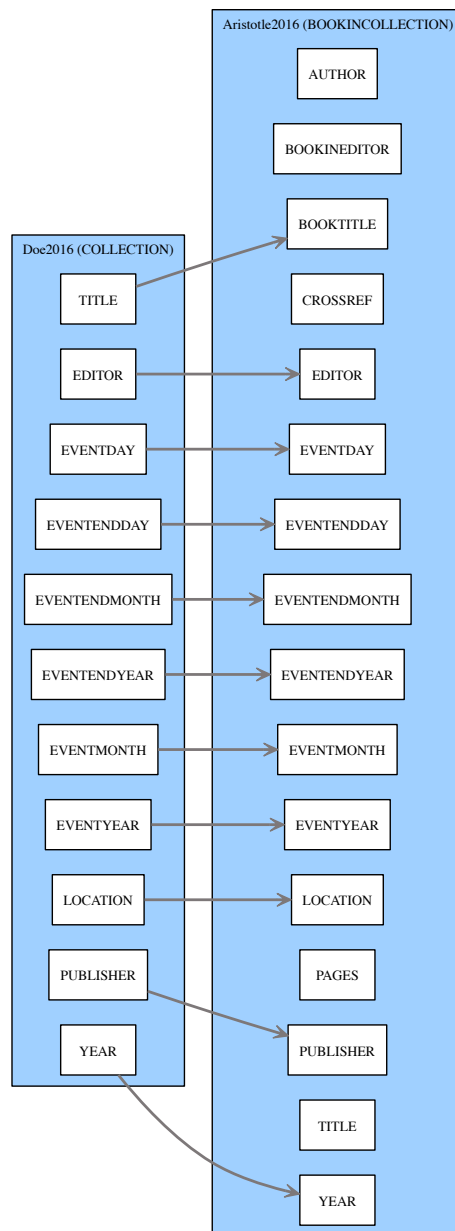 Doe2016 (COLLECTION)
TITLE
EDITOR
EVENTDAY
EVENTENDDAY
EVENTENDMONTH
EVENTENDYEAR
EVENTMONTH
EVENTYEAR
LOCATION
PUBLISHER
YEAR
Aristotle2016 (BOOKINCOLLECTION)
AUTHOR
BOOKINEDITOR
BOOKTITLE
CROSSREF
EDITOR
EVENTDAY
EVENTENDDAY
EVENTENDMONTH
EVENTENDYEAR
EVENTMONTH
EVENTYEAR
LOCATION
PAGES
PUBLISHER
TITLE
YEAR